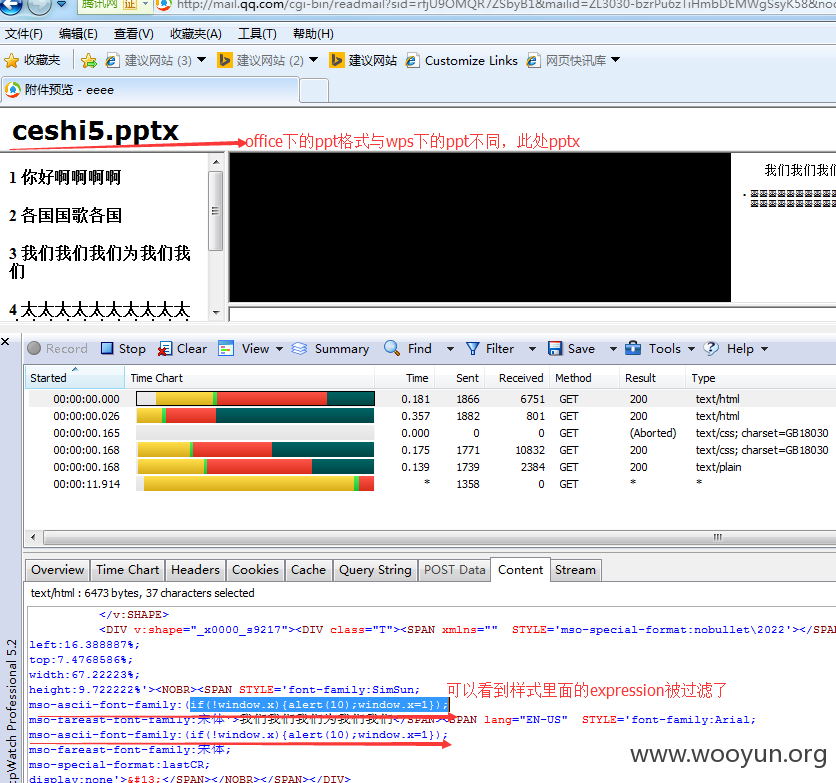 腾讯网
http://mail.qq.com/cgi-bin/readmail?sid=rfjU9OMQR7ZSbyB1&mailid=ZL3030-bzrPu6zTiHmbDEMWgSsyK58&noc
文件(F) 编辑(E) 查看(V) 收藏夹(A) 工具(T) 帮助(H)
收藏夹 建议网站 (3) 建议网站 (2) 建议网站 Customize Links 网页快讯库
附件预览 - eeee
ceshi5.pptx
office下的ppt格式与wps下的ppt不同，此处pptx
1 你好啊啊啊啊
2 各国国歌各国
3 我们我们我们为我们我
们
4 太太太太太太太太太太
我们我们我们
Record Stop Clear View Summary Find Filter Save Tools Help
Started Time Chart Time Sent Received Method Result Type
00:00:00.000 0.181 1866 6751 GET 200 text/html
00:00:00.026 0.357 1882 801 GET 200 text/html
00:00:00.165 0.000 0 0 GET (Aborted) text/css; charset=GB18030
00:00:00.168 0.175 1771 10832 GET 200 text/css; charset=GB18030
00:00:00.168 0.139 1739 2384 GET 200 text/plain
00:00:11.914 * 1358 0 GET * *
Overview Time Chart Headers Cookies Cache Query String POST Data Content Stream
text/html : 6473 bytes, 37 characters selected
</v:SHAPE>
<DIV v:shape="_x0000_s9217"><DIV class="T"><SPAN xmlns="" STYLE='mso-special-format:nobullet\2022'></SP
left:16.388887%;
top:7.4768586%;
width:67.22223%;
height:9.722222%'><NOBR><SPAN STYLE='font-family:SimSun;
可以看到样式里面的expression被过滤了
mso-ascii-font-family:(if(!window.x){alert(10);window.x=1});
mso-fareast-font-family:宋体'>我们我们我们为我们我们</SPAN><SPAN lang="EN-US" STYLE='font-family:Arial;
mso-ascii-font-family:(if(!window.x){alert(10);window.x=1});
mso-fareast-font-family:宋体;
mso-special-format:lastCR;
display:none'>&#13;</SPAN></NOBR></SPAN></DIV>
pWatch Professional 5.2
www.wooyun.org